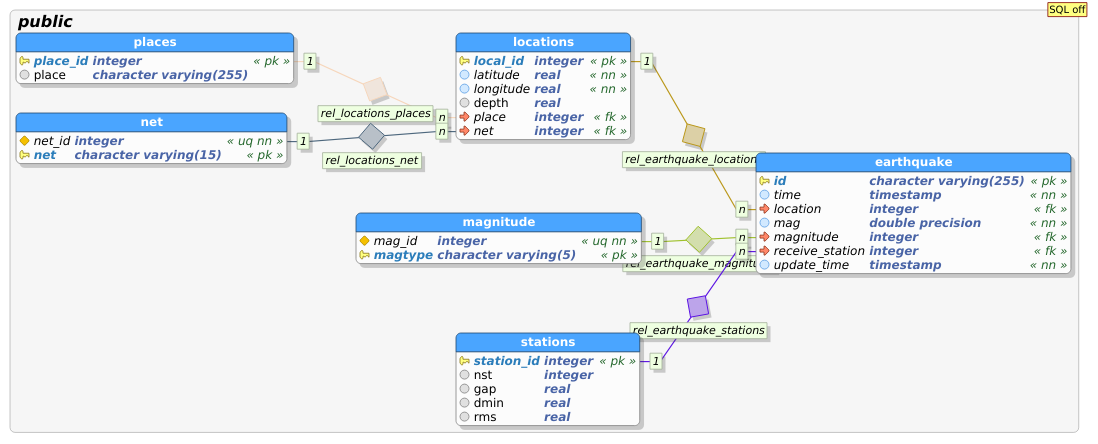 SQL off
public
places
place_id integer « pk »
place character varying(255)
1
rel_locations_places
net
net_id integer « uq nn »
net character varying(15) « pk »
1
rel_locations_net
n
n
locations
local_id integer « pk »
latitude real « nn »
longitude real « nn »
depth real
place integer « fk »
net integer « fk »
1
rel_earthquake_location
n
earthquake
id character varying(255) « pk »
time timestamp « nn »
location integer « fk »
mag double precision « nn »
magnitude integer « fk »
receive_station integer « fk »
update_time timestamp « nn »
magnitude
mag_id integer « uq nn »
magtype character varying(5) « pk »
1
n
n
rel_earthquake_magnitu
rel_earthquake_stations
stations
station_id integer « pk »
nst integer
gap real
dmin real
rms real
1